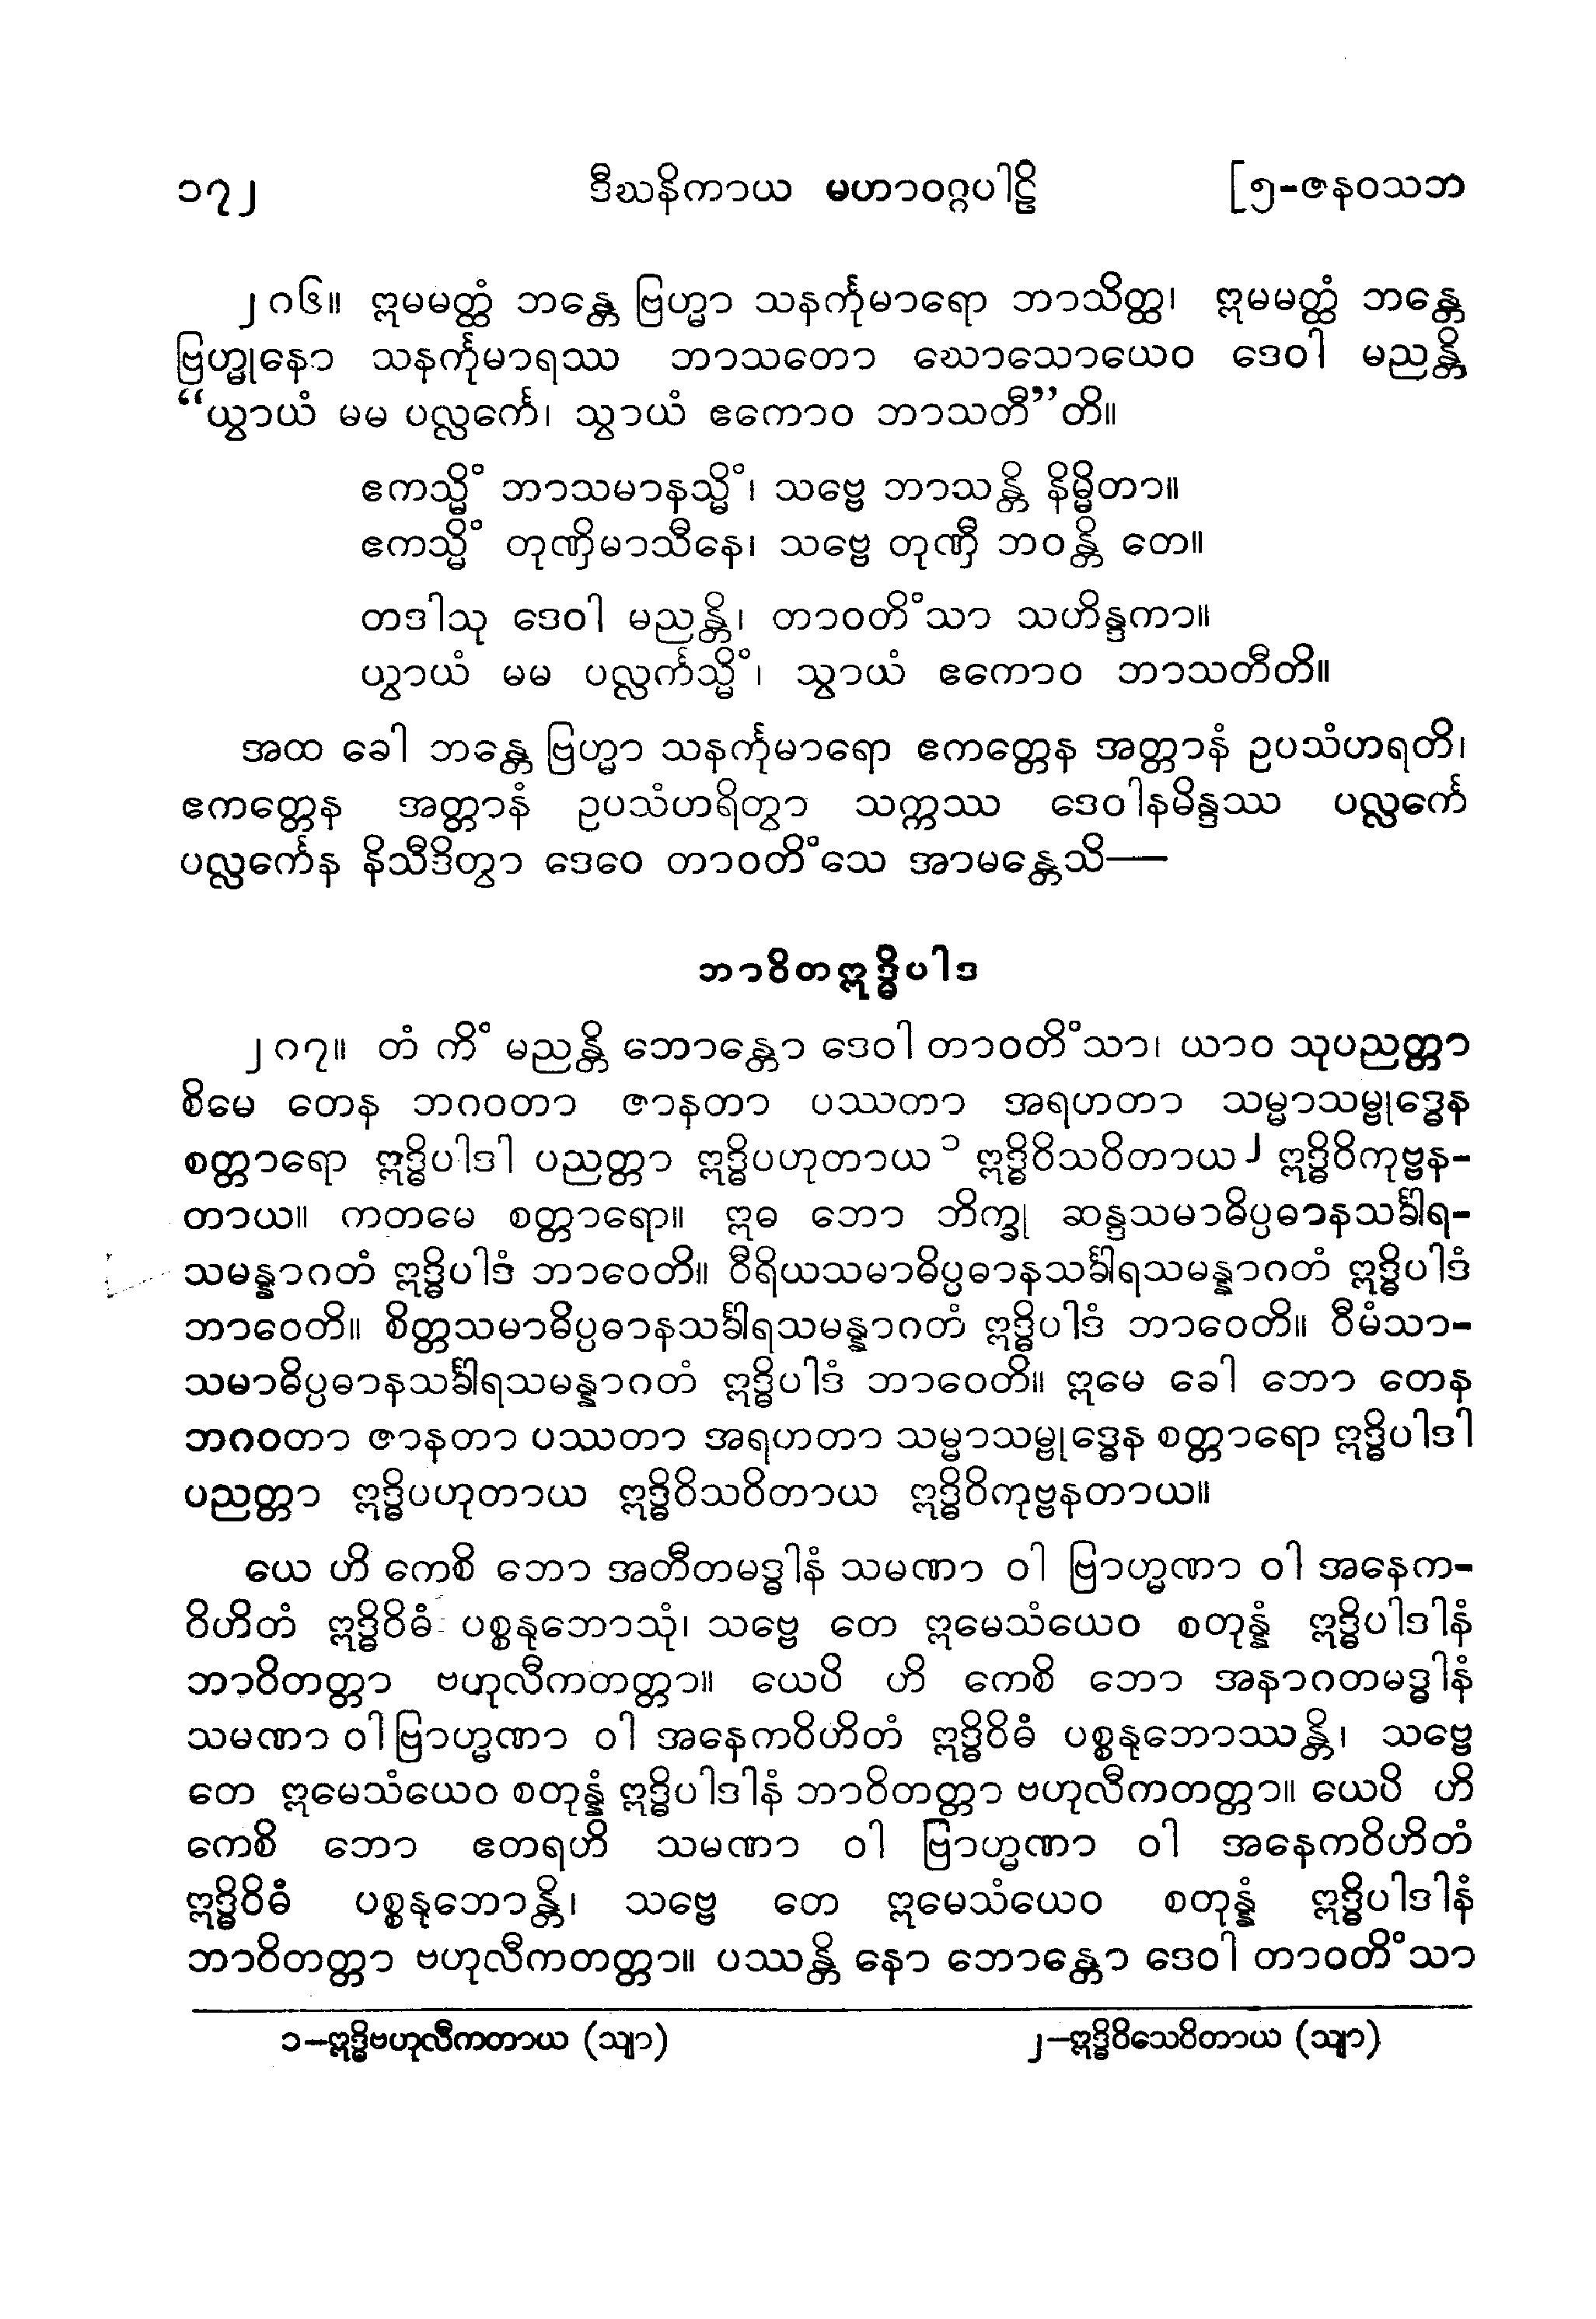 ၁၇၂ ဒီဃနိကာယ မဟာဝဂ္ဂပါဠိ [၅-ဇနဝသဘ
၂၈၆။ ဣမမတ္ထံ ဘန္တေ ဗြဟ္မာ သနင်္ကုမာရော ဘာသိတ္ထ၊ ဣမမတ္ထံ ဘန္တေ
ဗြဟ္မုနော သနင်္ကုမာရဿ ဘာသတော ဃောသောယေဝ ဒေဝါ မညန္တိ
“ယွာယံ မမ ပလ္လင်္ကေ၊ သွာယံ ဧကောဝ ဘာသတီ”တိ။
ဧကသ္မိံ ဘာသမာနသ္မိံ၊ သဗ္ဗေ ဘာသန္တိ နိမ္မိတာ။
ဧကသ္မိံ တုဏှိမာသီနေ၊ သဗ္ဗေ တုဏှီ ဘဝန္တိ တေ။
တဒါသု ဒေဝါ မညန္တိ၊ တာဝတိံသာ သဟိန္ဒကာ။
ယွာယံ မမ ပလ္လင်္ကသ္မိံ၊ သွာယံ ဧကောဝ ဘာသတီတိ။
အထ ခေါ ဘန္တေ ဗြဟ္မာ သနင်္ကုမာရော ဧကတ္တေန အတ္တာနံ ဥပသံဟရတိ၊
ဧကတ္တေန အတ္တာနံ ဥပသံဟရိတွာ သက္ကဿ ဒေဝါနမိန္ဒဿ ပလ္လင်္ကေ
ပလ္လင်္ကေန နိသီဒိတွာ ဒေဝေ တာဝတိံသေ အာမန္တေသိ—
ဘာဝိတဣဒ္ဓိပါဒ
၂၈၇။ တံ ကိံ မညန္တိ ဘောန္တော ဒေဝါ တာဝတိံသာ၊ ယာဝ သုပညတ္တာ
စိမေ တေန ဘဂဝတာ ဇာနတာ ပဿတာ အရဟတာ သမ္မာသမ္ဗုဒ္ဓေန
စတ္တာရော ဣဒ္ဓိပါဒါ ပညတ္တာ ဣဒ္ဓိပဟုတာယ ၁ ဣဒ္ဓိဝိသဝိတာယ ၂ ဣဒ္ဓိဝိကုဗ္ဗန-
တာယ။ ကတမေ စတ္တာရော။ ဣဓ ဘော ဘိက္ခု ဆန္ဒသမာဓိပ္ပဓာနသင်္ခါရ-
သမန္နာဂတံ ဣဒ္ဓိပါဒံ ဘာဝေတိ။ ဝီရိယသမာဓိပ္ပဓာနသင်္ခါရသမန္နာဂတံ ဣဒ္ဓိပါဒံ
ဘာဝေတိ။ စိတ္တသမာဓိပ္ပဓာနသင်္ခါရသမန္နာဂတံ ဣဒ္ဓိပါဒံ ဘာဝေတိ။ ဝီမံသာ-
သမာဓိပ္ပဓာနသင်္ခါရသမန္နာဂတံ ဣဒ္ဓိပါဒံ ဘာဝေတိ။ ဣမေ ခေါ ဘော တေန
ဘဂဝတာ ဇာနတာ ပဿတာ အရဟတာ သမ္မာသမ္ဗုဒ္ဓေန စတ္တာရော ဣဒ္ဓိပါဒါ
ပညတ္တာ ဣဒ္ဓိပဟုတာယ ဣဒ္ဓိဝိသဝိတာယ ဣဒ္ဓိဝိကုဗ္ဗနတာယ။
ယေ ဟိ ကေစိ ဘော အတီတမဒ္ဓါနံ သမဏာ ဝါ ဗြာဟ္မဏာ ဝါ အနေက-
ဝိဟိတံ ဣဒ္ဓိဝိဓံ ပစ္စနုဘောသုံ၊ သဗ္ဗေ တေ ဣမေသံယေဝ စတုန္နံ ဣဒ္ဓိပါဒါနံ
ဘာဝိတတ္တာ ဗဟုလီကတတ္တာ။ ယေပိ ဟိ ကေစိ ဘော အနာဂတမဒ္ဓါနံ
သမဏာ ဝါ ဗြာဟ္မဏာ ဝါ အနေကဝိဟိတံ ဣဒ္ဓိဝိဓံ ပစ္စနုဘောဿန္တိ၊ သဗ္ဗေ
တေ ဣမေသံယေဝ စတုန္နံ ဣဒ္ဓိပါဒါနံ ဘာဝိတတ္တာ ဗဟုလီကတတ္တာ။ ယေပိ ဟိ
ကေစိ ဘော ဧတရဟိ သမဏာ ဝါ ဗြာဟ္မဏာ ဝါ အနေကဝိဟိတံ
ဣဒ္ဓိဝိဓံ ပစ္စနုဘောန္တိ၊ သဗ္ဗေ တေ ဣမေသံယေဝ စတုန္နံ ဣဒ္ဓိပါဒါနံ
ဘာဝိတတ္တာ ဗဟုလီကတတ္တာ။ ပဿန္တိ နော ဘောန္တော ဒေဝါ တာဝတိံသာ
၁—ဣဒ္ဓိဗဟုလီကတာယ (သျာ) ၂—ဣဒ္ဓိဝိသေဝိတာယ (သျာ)